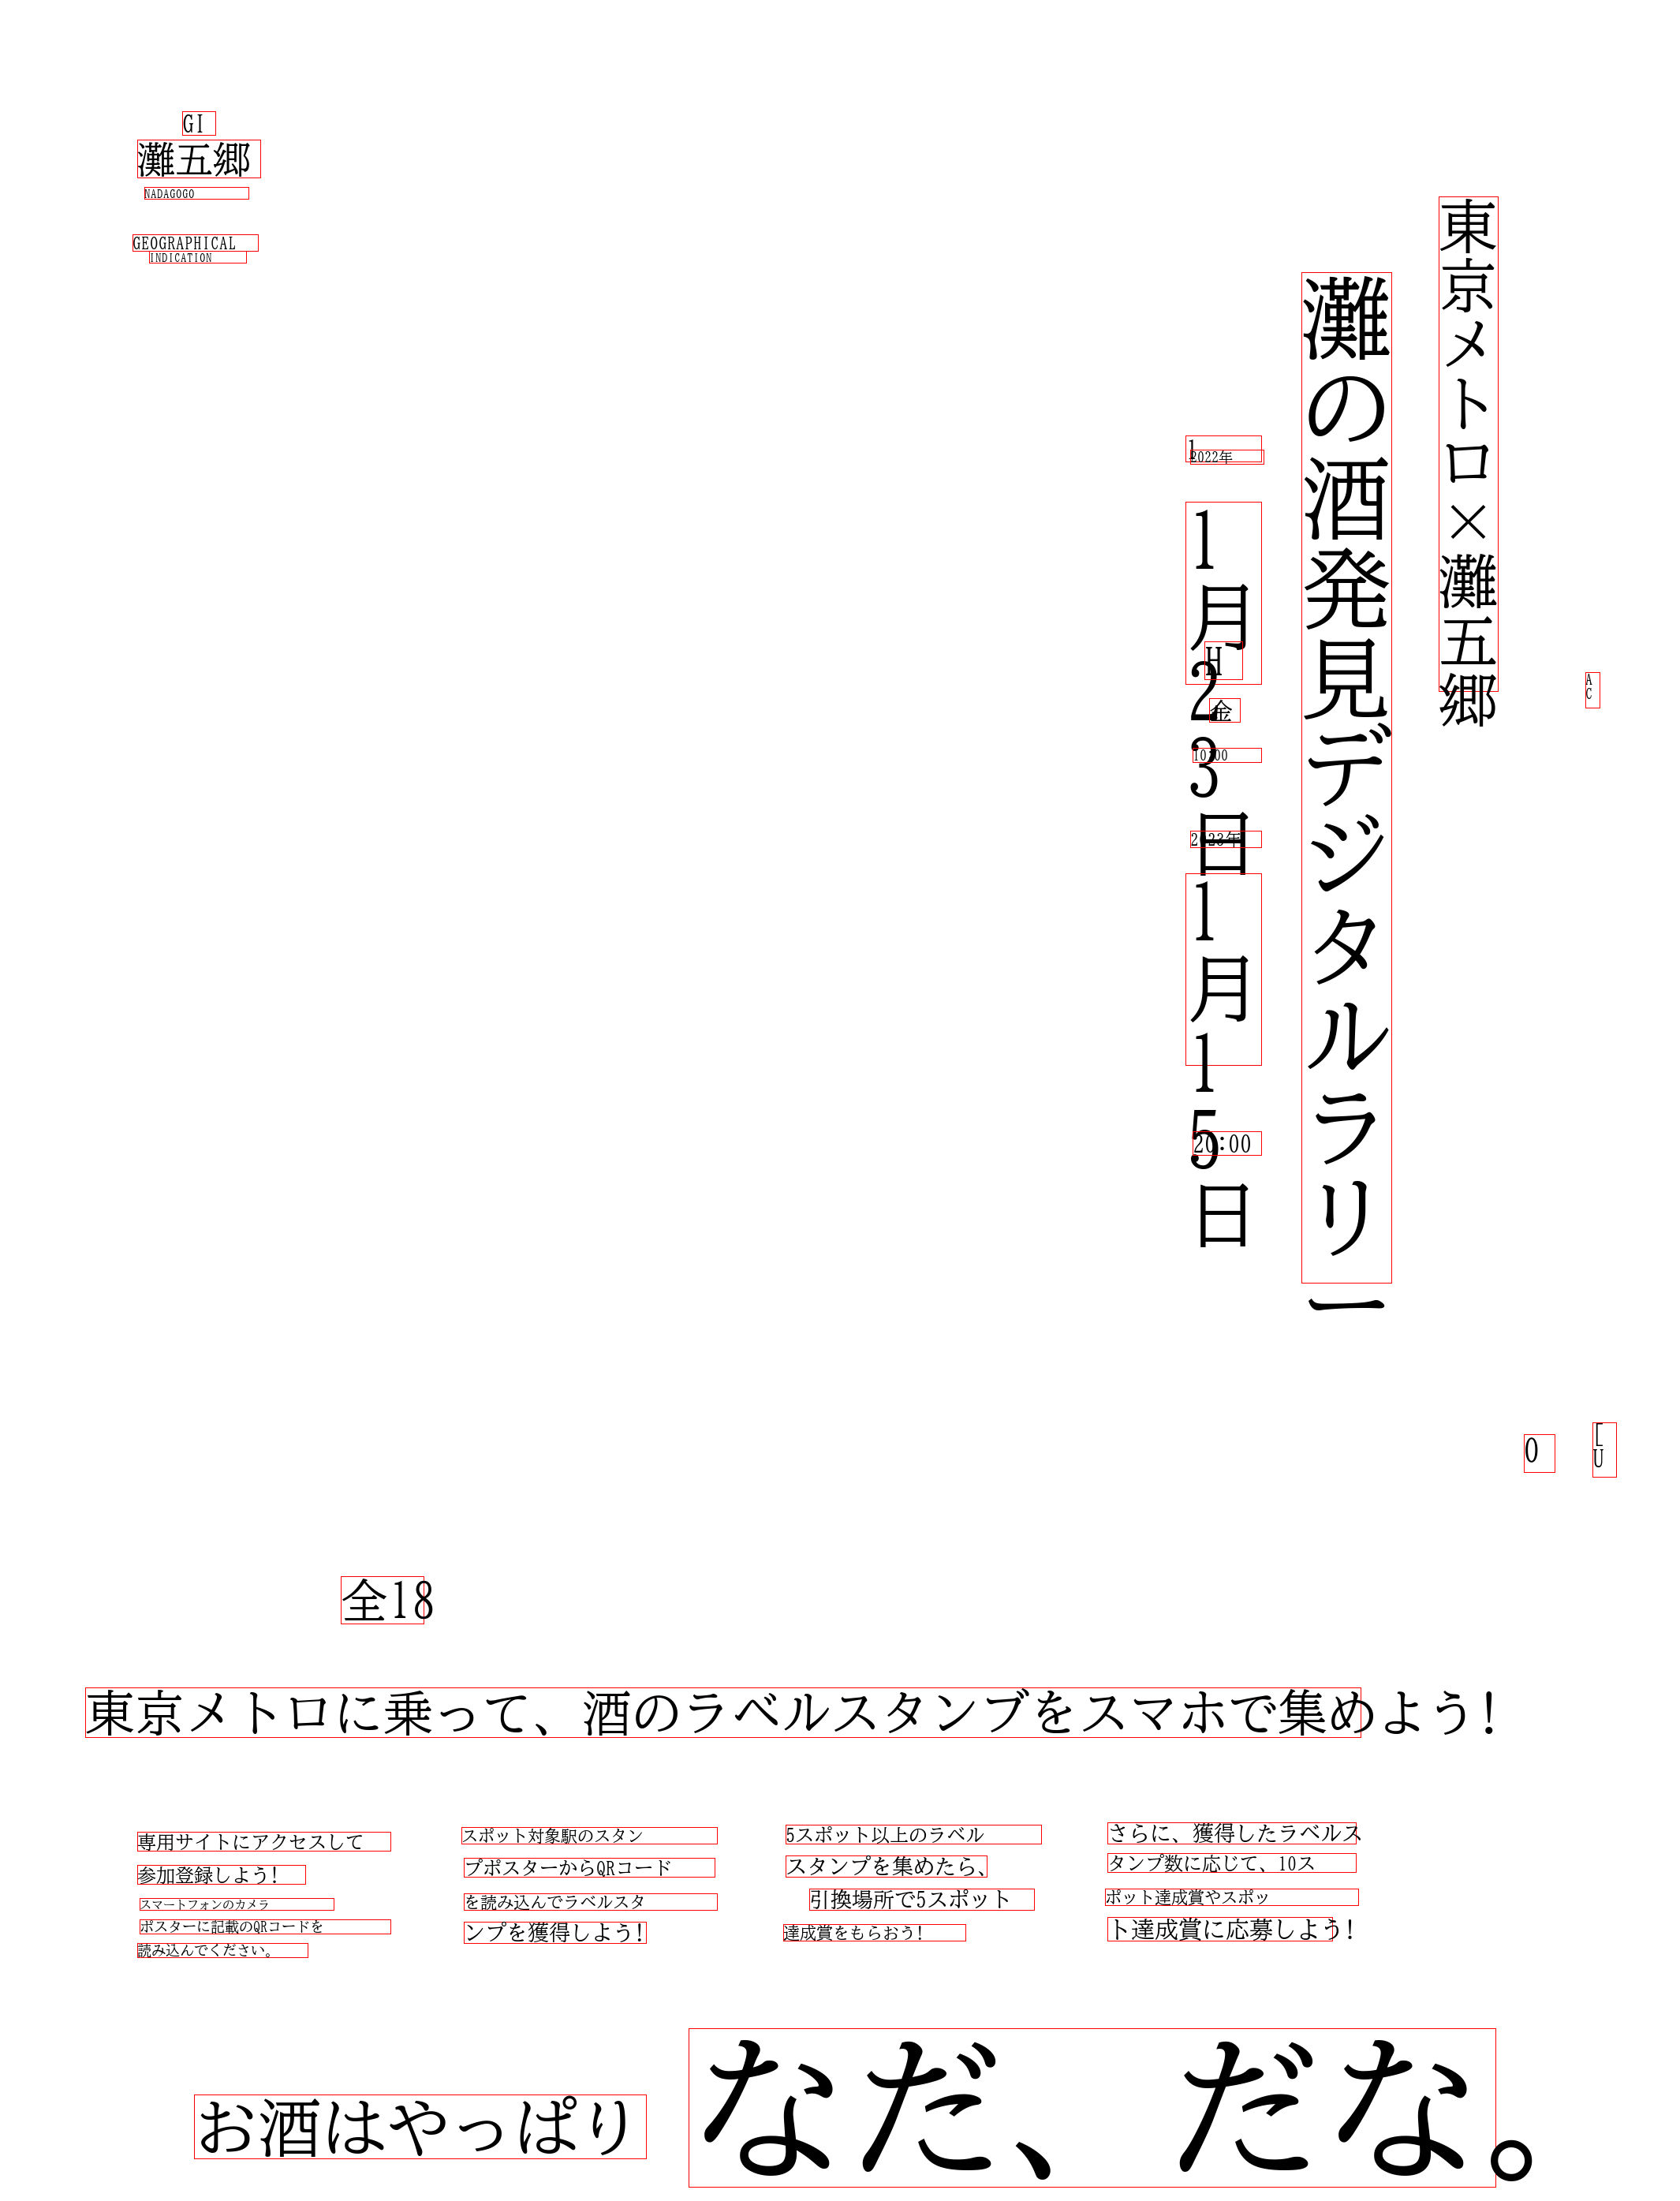 GI
灘五郷
NADAGOGO
GEOGRAPHICAL
INDICATION
東京メトロ×灘五郷
灘の酒発見デジタルラリー
1
2022年
1月23日
H
金
10:00
2023年
1月15日
20:00
AC
[U
O
全18
東京メトロに乗って、酒のラベルスタンプをスマホで集めよう!
専用サイトにアクセスして
参加登録しよう!
スマートフォンのカメラ
ポスターに記載のQRコードを
読み込んでください。
スポット対象駅のスタン
プポスターからQRコード
を読み込んでラベルスタ
ンプを獲得しよう!
5スポット以上のラベル
スタンプを集めたら、
引換場所で5スポット
達成賞をもらおう!
さらに、獲得したラベルス
タンプ数に応じて、10ス
ポット達成賞やスポッ
ト達成賞に応募しよう!
お酒はやっぱり
なだ、だな。